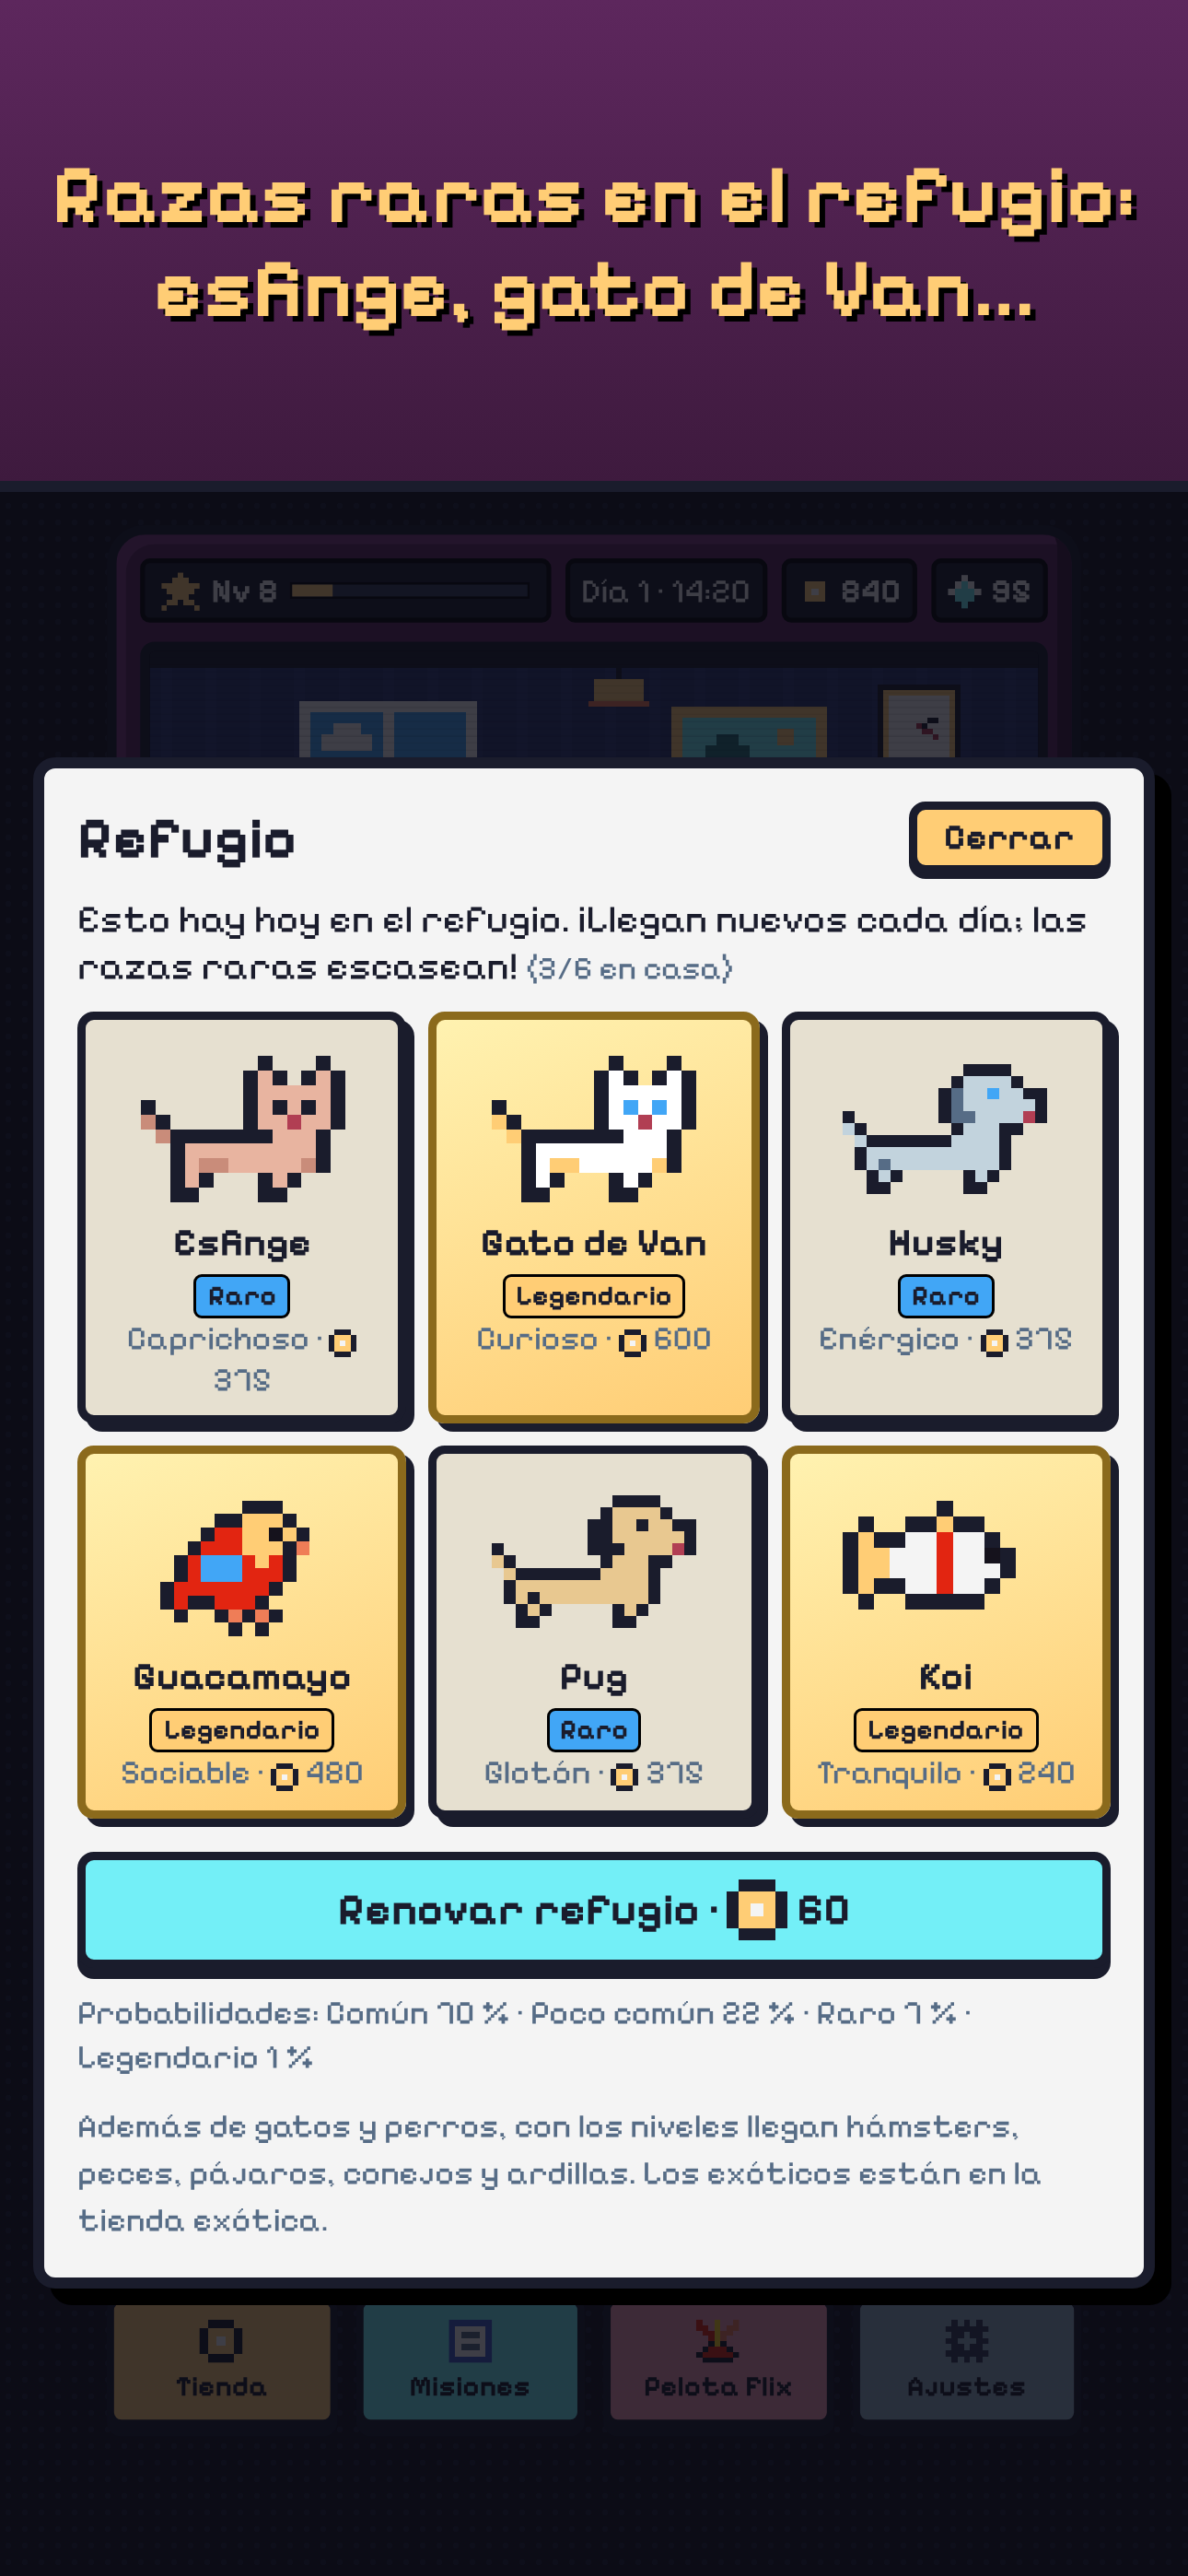 Razas raras en el refugio:
esfinge, gato de Van...
Nv 8
Día 1 · 14:20
840
95
Refugio
Cerrar
Esto hay hoy en el refugio. ¡Llegan nuevos cada día; las
razas raras escasean! (3/6 en casa)
Esfinge
Raro
Caprichoso ·
375
Gato de Van
Legendario
Curioso · 600
Husky
Raro
Enérgico · 375
Guacamayo
Legendario
Sociable · 480
Pug
Raro
Glotón · 375
Koi
Legendario
Tranquilo · 240
Renovar refugio · 60
Probabilidades: Común 70 % · Poco común 22 % · Raro 7 % ·
Legendario 1 %
Además de gatos y perros, con los niveles llegan hámsters,
peces, pájaros, conejos y ardillas. Los exóticos están en la
tienda exótica.
Tienda
Misiones
Pelota Flix
Ajustes